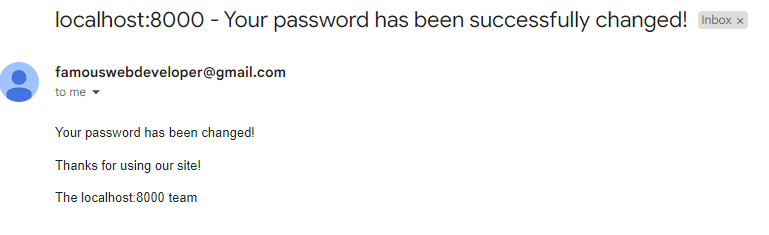 localhost:8000 - Your password has been successfully changed! Inbox ×
famouswebdeveloper@gmail.com
to me
Your password has been changed!
Thanks for using our site!
The localhost:8000 team